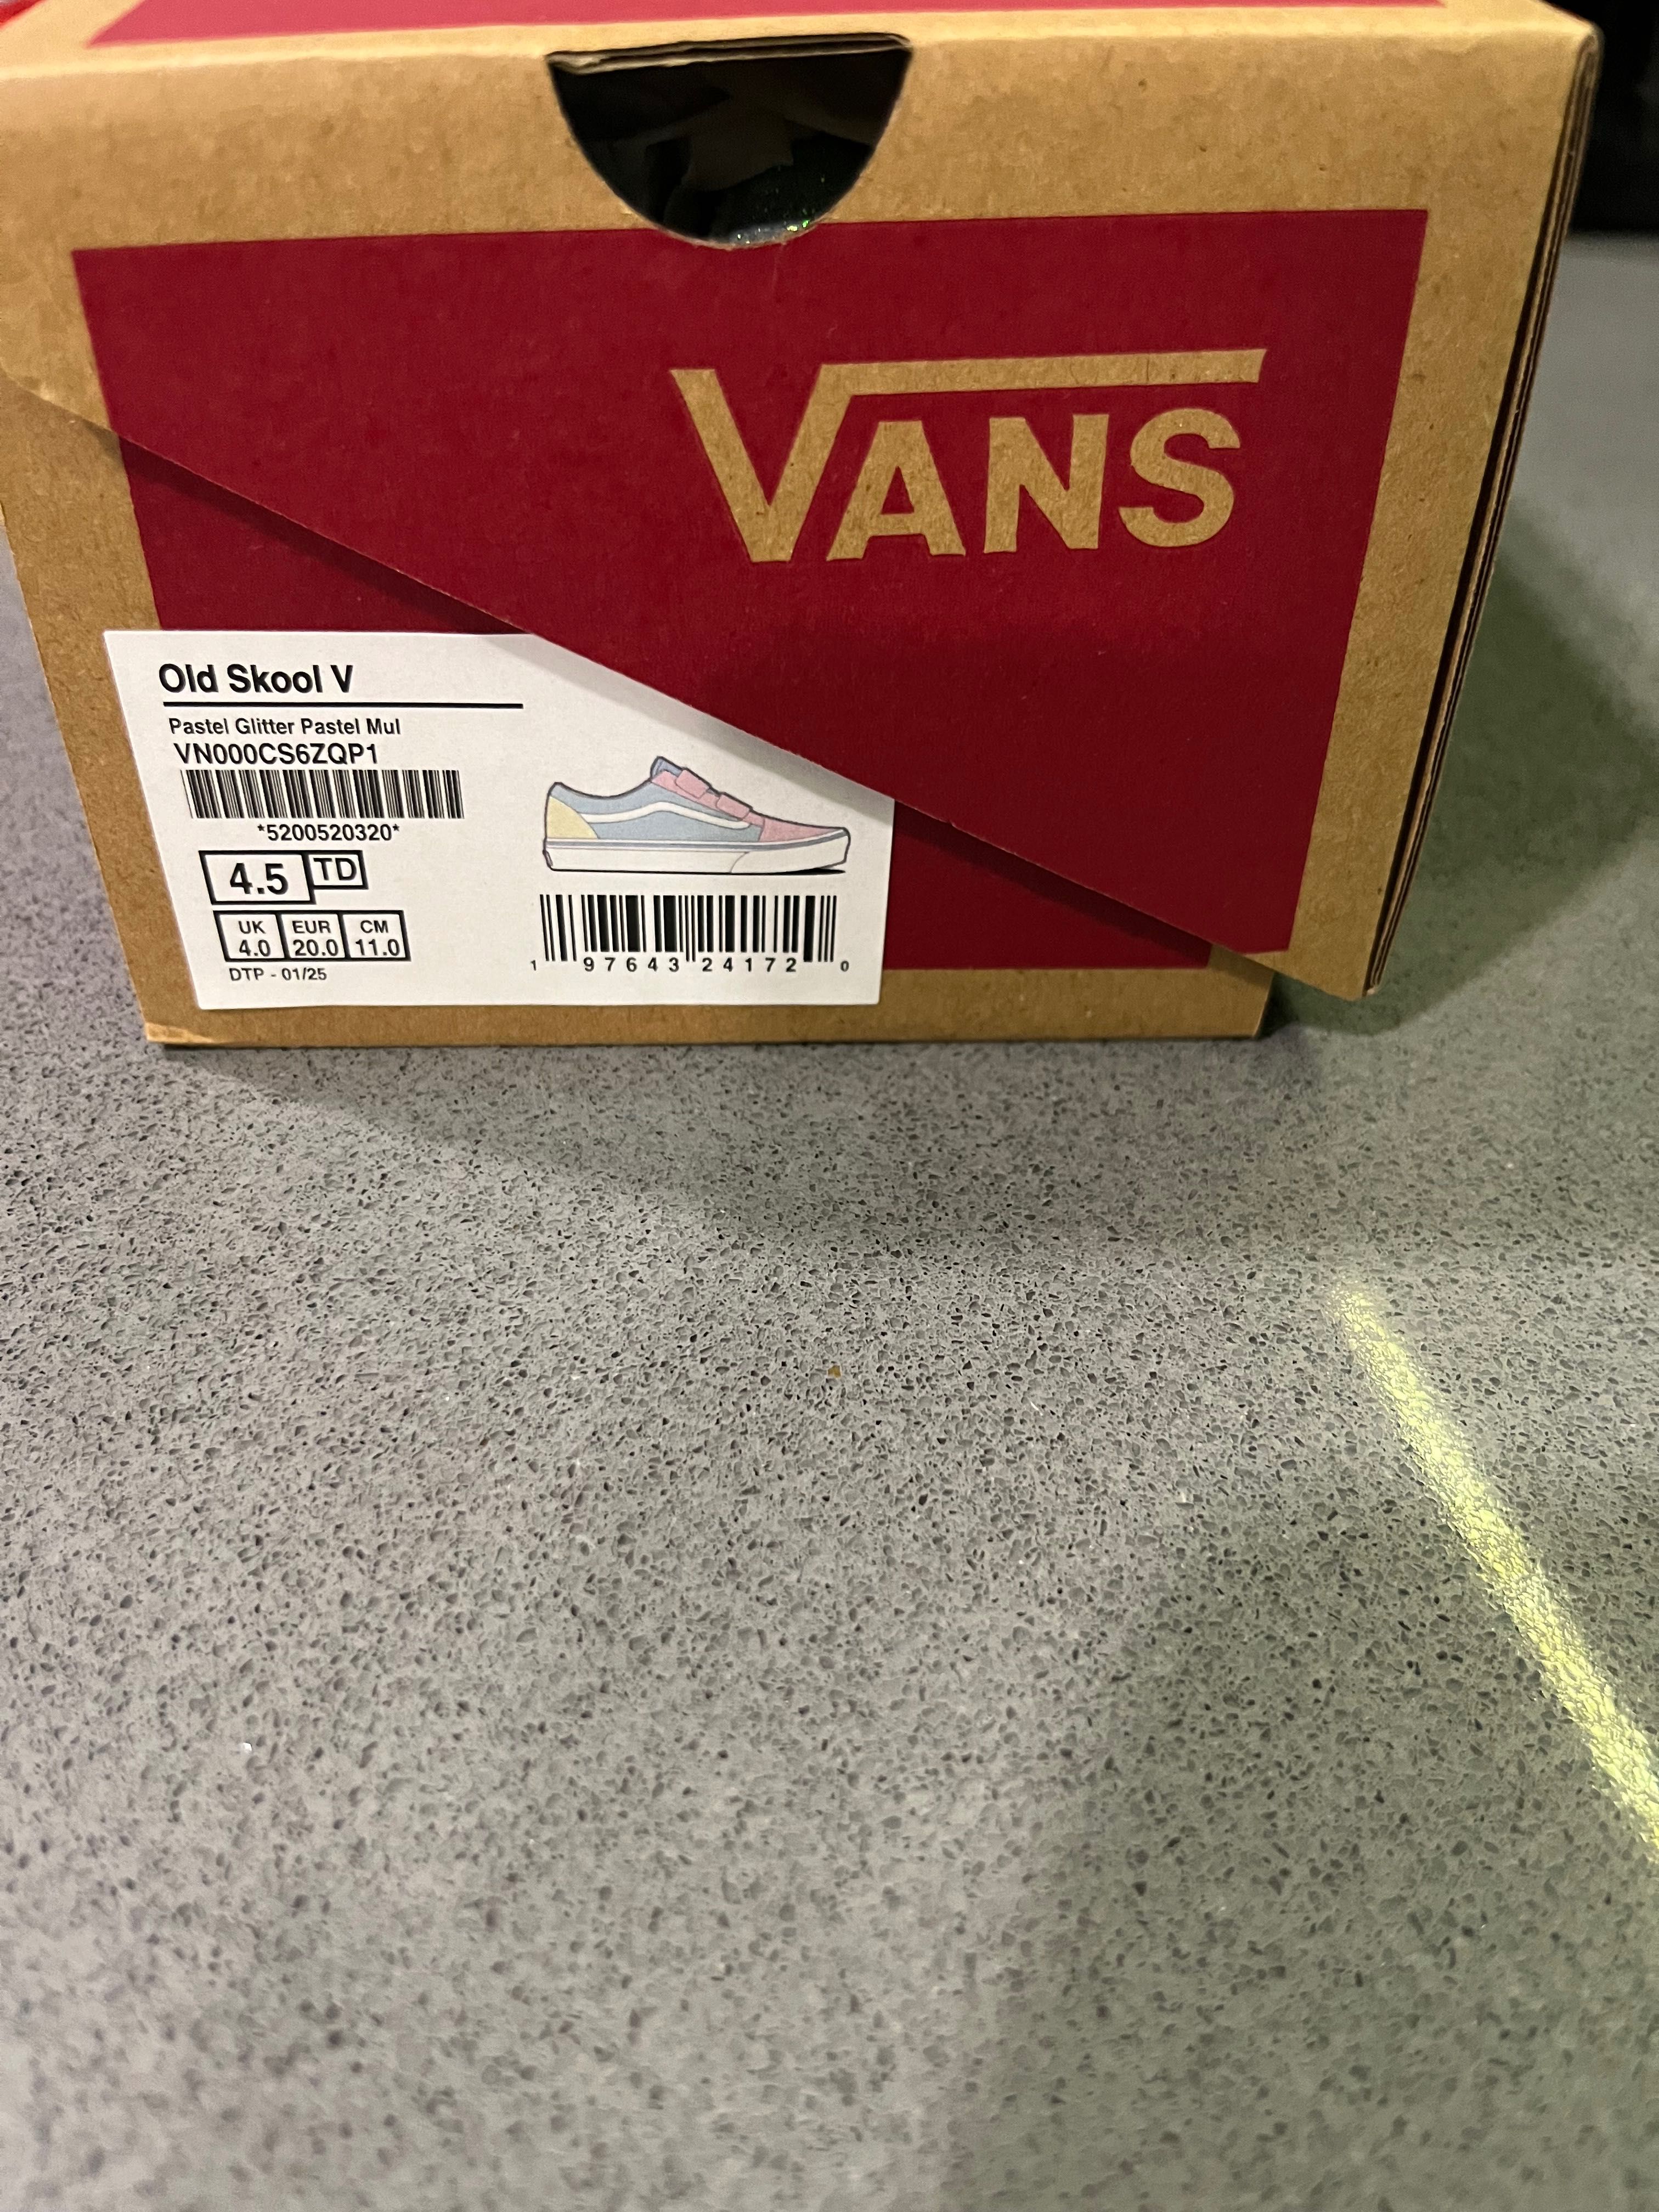 VANS
Old Skool V
Pastel Glitter Pastel Mul
VN000CS6ZQP1
*5200520320*
4.5 TD
UK EUR CM
4.0 20.0 11.0
DTP - 01/25
1 97643 24172 0